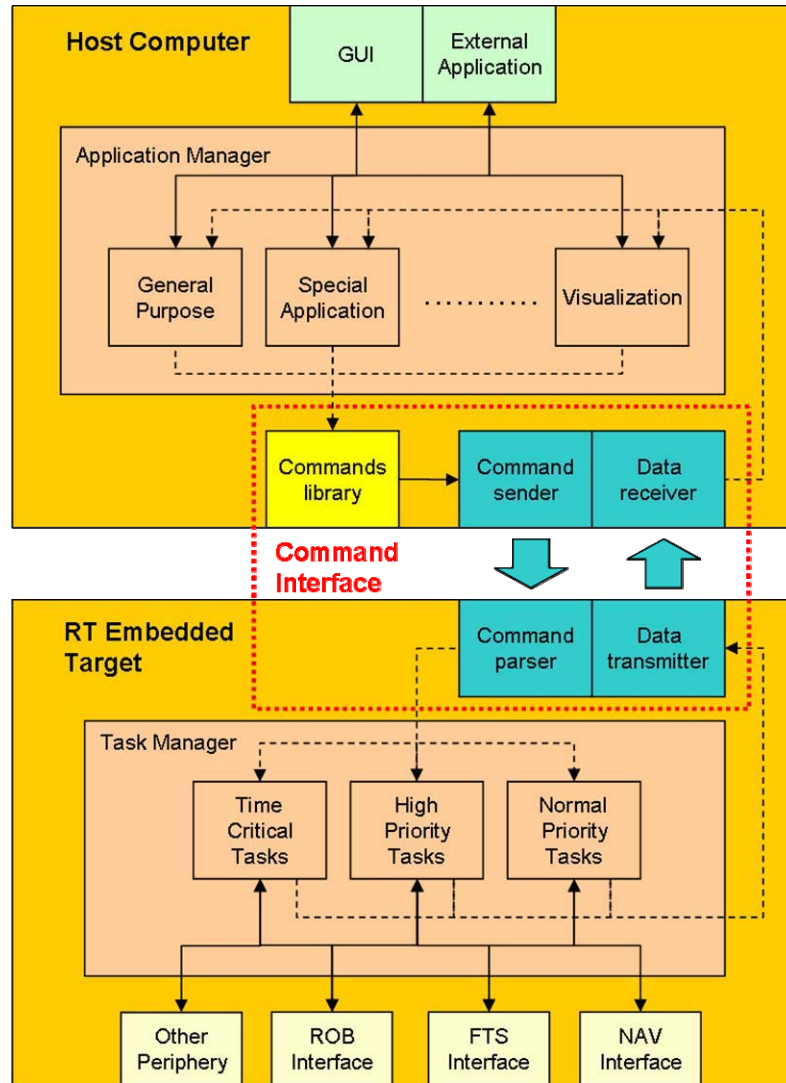 Host Computer
GUI
External
Application
Application Manager
General
Purpose
Special
Application
...........
Visualization
Commands
library
Command
sender
Data
receiver
Command
Interface
RT Embedded
Target
Command
parser
Data
transmitter
Task Manager
Time
Critical
Tasks
High
Priority
Tasks
Normal
Priority
Tasks
Other
Periphery
ROB
Interface
FTS
Interface
NAV
Interface